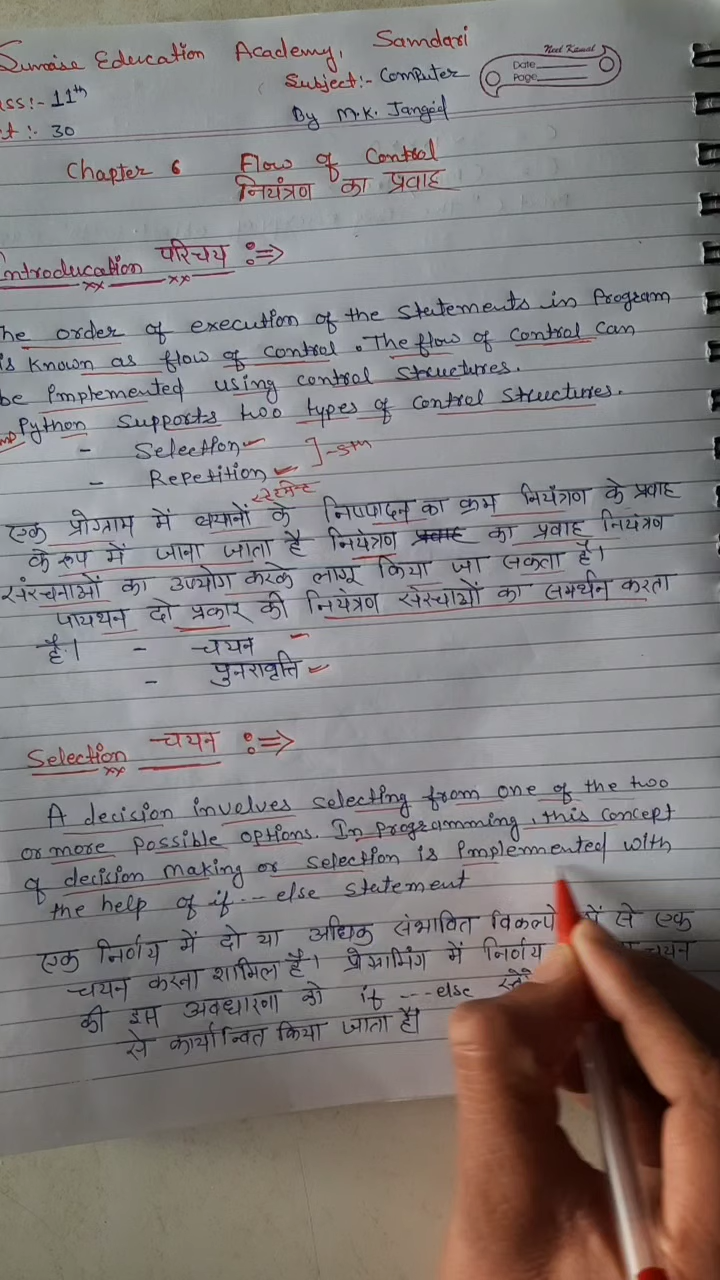 Sunrise Education Academy, Samdari
Neel Kamal
Date
Page
Subject:- Computer
ass:- 11th
t :- 30
By M.K. Jangid
Chapter 6 Flow of Control
नियंत्रण का प्रवाह
Introducation परिचय :=>
The order of execution of the statements in Program
is known as flow of control. The flow of control can
be Implemented using control structures.
Python supports two types of control structures.
- Selection
- Repetition ]-stm
स्टेटमेन्ट
एक प्रोग्राम में बयानों के निष्पादन का क्रम नियंत्रण के प्रवाह
के रूप में जाना जाता है नियंत्रण प्रवाह का प्रवाह नियंत्रण
संरचनाओं का उपयोग करके लागू किया जा सकता है।
पायथन दो प्रकार की नियंत्रण संरचायों का समर्थन करता
है। - चयन
- पुनरावृति
Selection चयन :=>
A decision involves selecting from one of the two
or more possible options. In programming, this concept
of decision making or selection is Implemented with
the help of if --- else statement
एक निर्णय में दो या अधिक संभावित में से एक
चयन करना शामिल है। प्रोग्रामिंग में निर्णय चयन
की इस अवधारणा को if --- else
से कार्यान्वित किया जाता है।